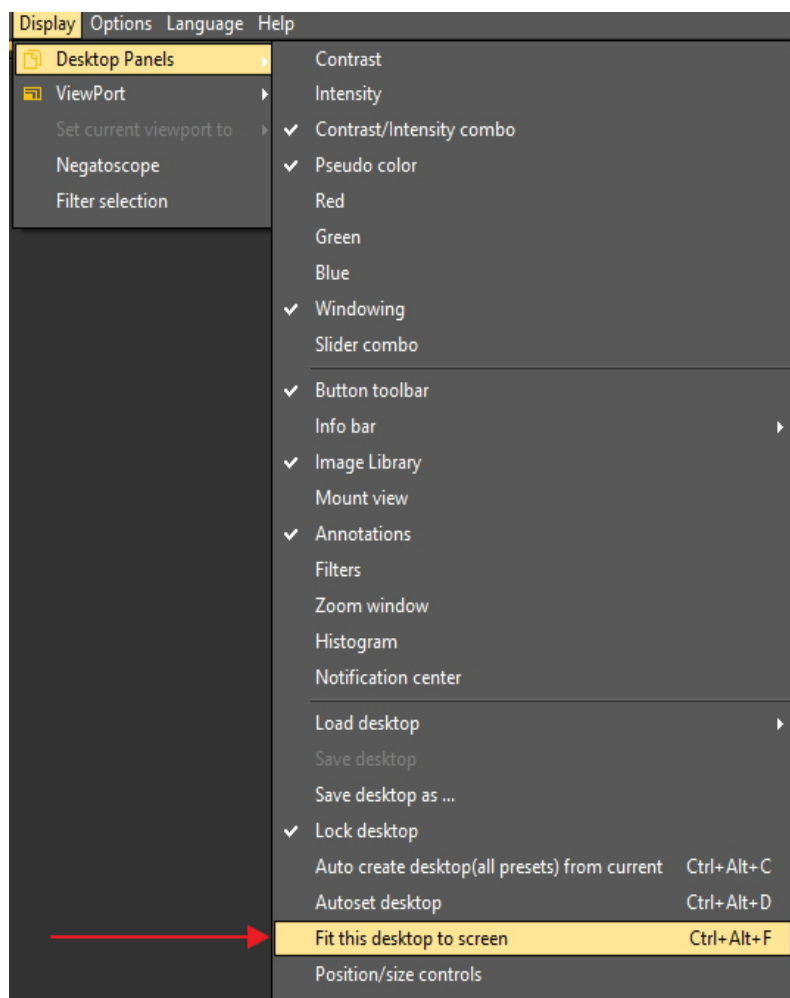 Display Options Language Help
Desktop Panels
ViewPort
Set current viewport to
Negatoscope
Filter selection
Contrast
Intensity
Contrast/Intensity combo
Pseudo color
Red
Green
Blue
Windowing
Slider combo
Button toolbar
Info bar
Image Library
Mount view
Annotations
Filters
Zoom window
Histogram
Notification center
Load desktop
Save desktop
Save desktop as ...
Lock desktop
Auto create desktop(all presets) from current Ctrl+Alt+C
Autoset desktop Ctrl+Alt+D
Fit this desktop to screen Ctrl+Alt+F
Position/size controls